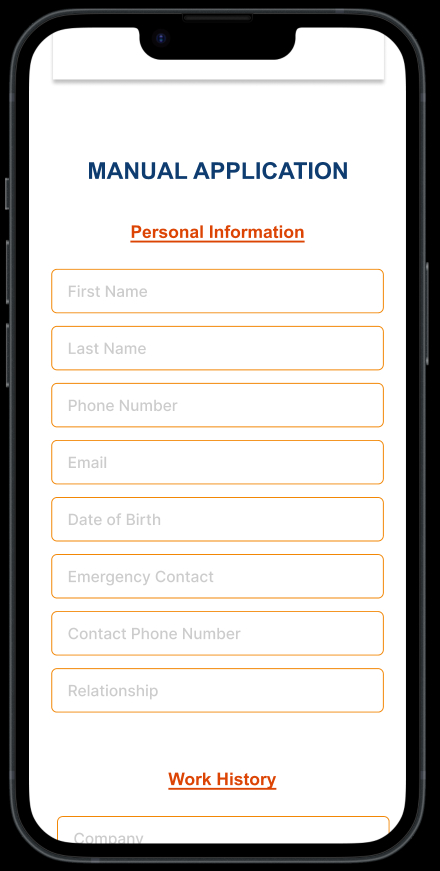 MANUAL APPLICATION
Personal Information
First Name
Last Name
Phone Number
Email
Date of Birth
Emergency Contact
Contact Phone Number
Relationship
Work History
Company